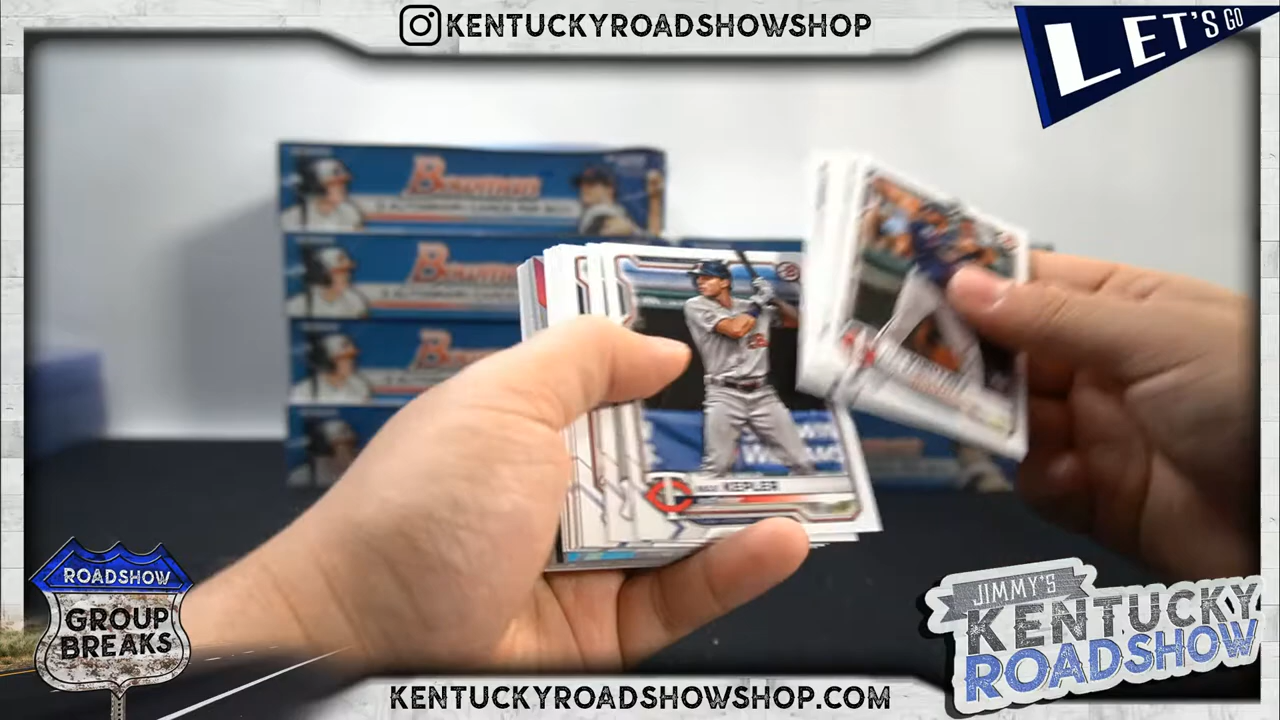 KENTUCKYROADSHOWSHOP
LET'S GO
Bowman
Bowman
Bowman
KEPLER
ROADSHOW
GROUP
BREAKS
JIMMY'S
KENTUCKY
ROADSHOW
KENTUCKYROADSHOWSHOP.COM